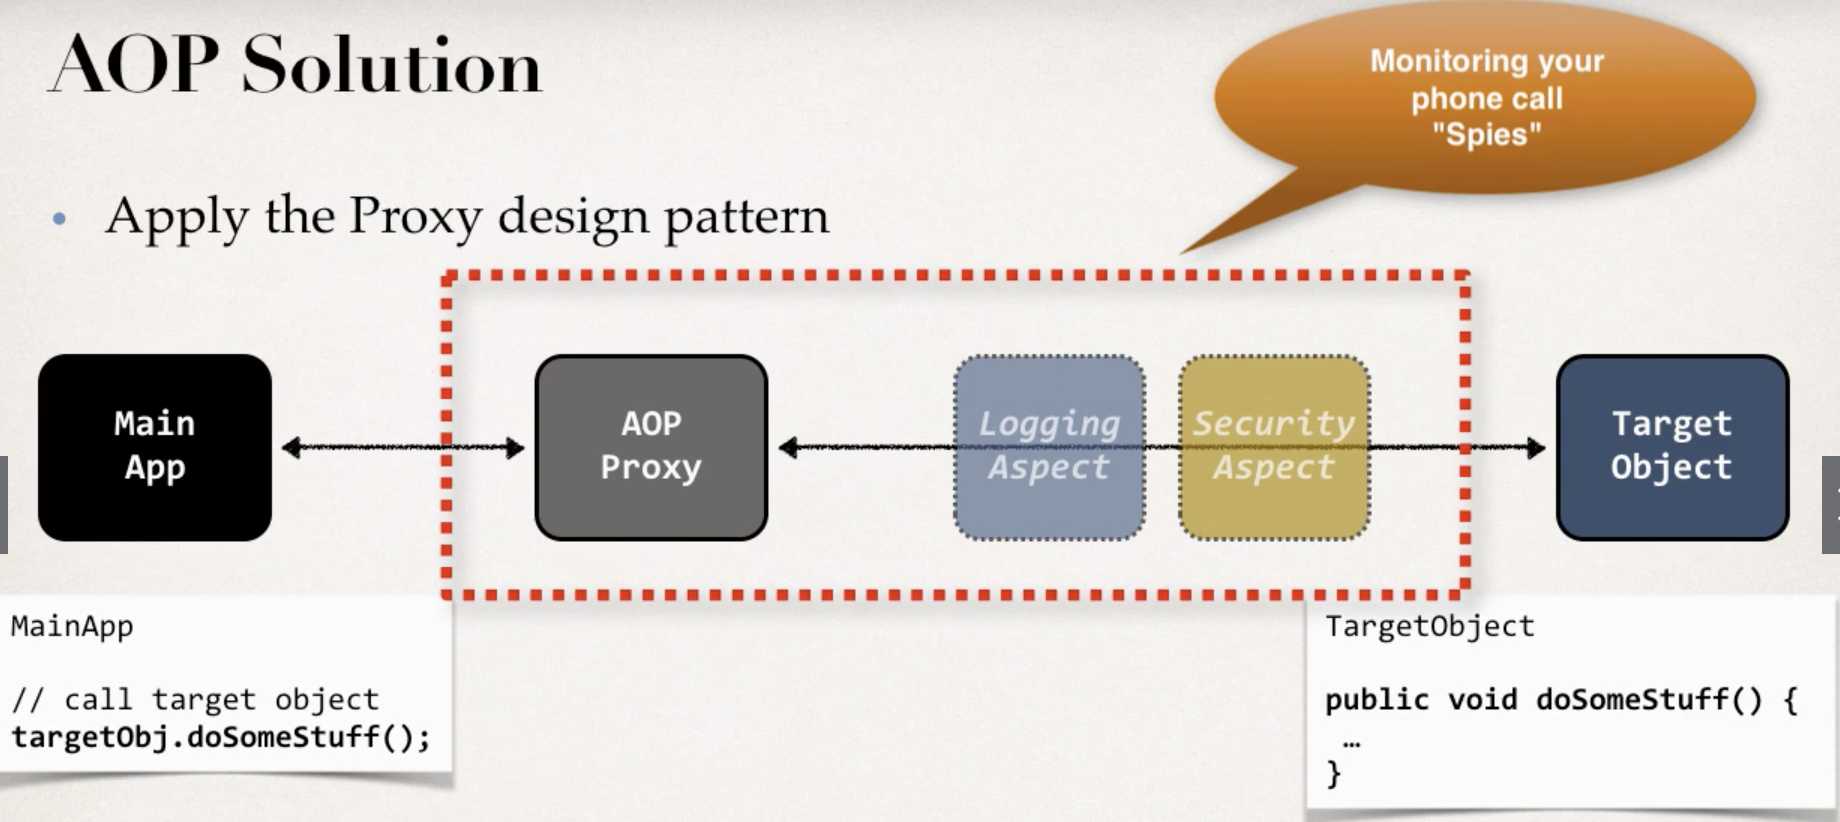 AOP Solution
Monitoring your
phone call
"Spies"
• Apply the Proxy design pattern
Main
App
AOP
Proxy
Logging
Aspect
Security
Aspect
Target
Object
MainApp
// call target object
targetObj.doSomeStuff();
TargetObject
public void doSomeStuff() {
…
}